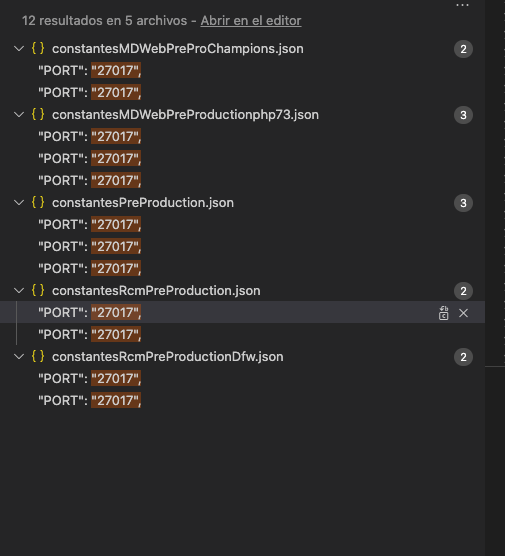 12 resultados en 5 archivos - Abrir en el editor
{} constantesMDWebPreProChampions.json 2
"PORT": "27017",
"PORT": "27017",
{} constantesMDWebPreProductionphp73.json 3
"PORT": "27017",
"PORT": "27017",
"PORT": "27017",
{} constantesPreProduction.json 3
"PORT": "27017",
"PORT": "27017",
"PORT": "27017",
{} constantesRcmPreProduction.json 2
"PORT": "27017",
"PORT": "27017",
{} constantesRcmPreProductionDfw.json 2
"PORT": "27017",
"PORT": "27017",